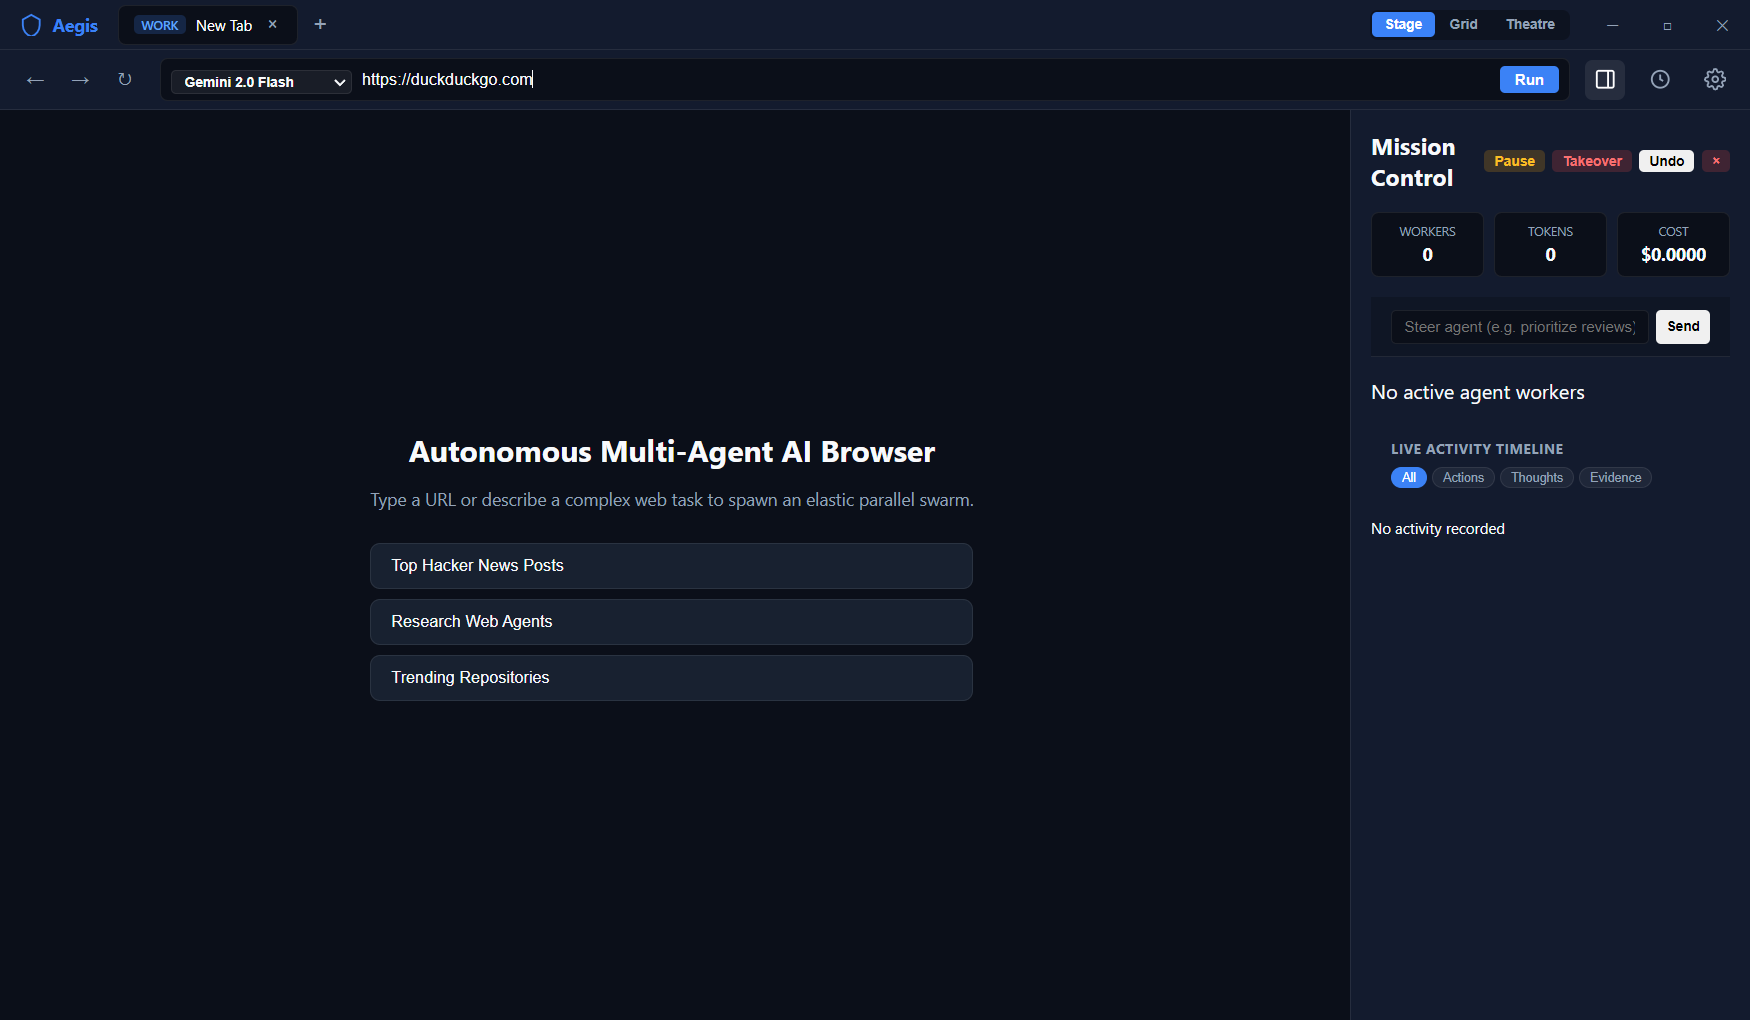 Aegis
WORK New Tab ×
+
Stage Grid Theatre
Gemini 2.0 Flash
https://duckduckgo.com
Run
Mission Control
Pause Takeover Undo ×
WORKERS
0
TOKENS
0
COST
$0.0000
Steer agent (e.g. prioritize reviews)
Send
No active agent workers
LIVE ACTIVITY TIMELINE
All Actions Thoughts Evidence
No activity recorded
Autonomous Multi-Agent AI Browser
Type a URL or describe a complex web task to spawn an elastic parallel swarm.
Top Hacker News Posts
Research Web Agents
Trending Repositories